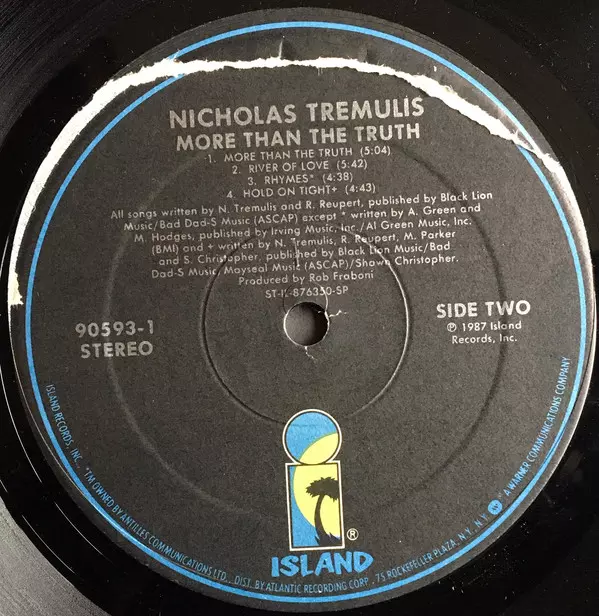 NICHOLAS TREMULIS
MORE THAN THE TRUTH
1. MORE THAN THE TRUTH (5:04)
2. RIVER OF LOVE (5:42)
3. RHYMES* (4:38)
4. HOLD ON TIGHT+ (4:43)
All songs written by N. Tremulis and R. Reupert, published by Black Lion
Music/Bad Dad-S Music (ASCAP) except * written by A. Green and
M. Hodges, published by Irving Music, Inc./Al Green Music, Inc.
(BMI) and + written by N. Tremulis, R. Reupert, M. Parker
and S. Christopher, published by Black Lion Music/Bad
Dad-S Music, Mayseal Music (ASCAP)/Shawn Christopher.
Produced by Rob Fraboni
ST-IL-876350-SP
90593-1
STEREO
SIDE TWO
℗ 1987 Island
Records, Inc.
®
ISLAND
ISLAND RECORDS, INC., *TM OWNED BY ANTILLES COMMUNICATIONS LTD., DIST. BY ATLANTIC RECORDING CORP. · 75 ROCKEFELLER PLAZA, N.Y., N.Y. A WARNER COMMUNICATIONS COMPANY